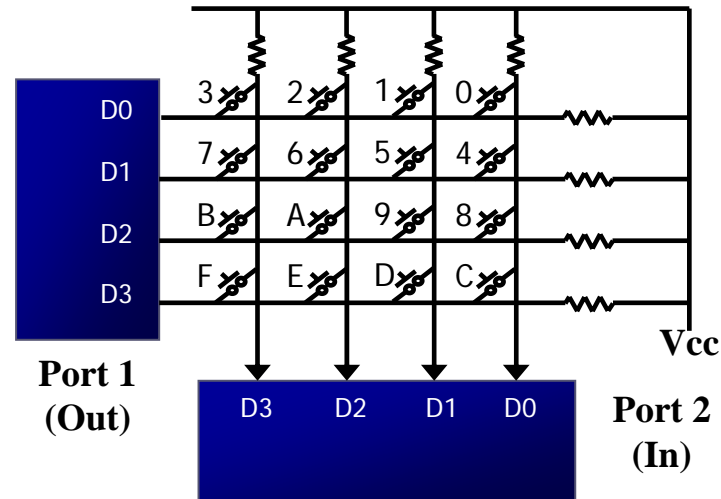 3 2 1 0
D0
7 6 5 4
D1
B A 9 8
D2
F E D C
D3
Vcc
Port 1
(Out)
D3 D2 D1 D0
Port 2
(In)